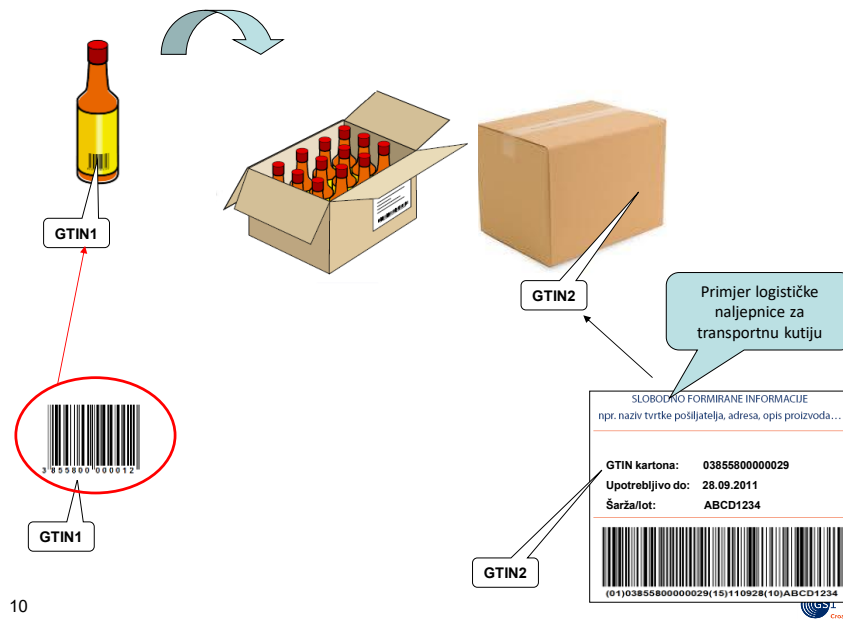 GTIN1
GTIN2
Primjer logističke
naljepnice za
transportnu kutiju
SLOBODNO FORMIRANE INFORMACIJE
npr. naziv tvrtke pošiljatelja, adresa, opis proizvoda…
3 855800 000012
GTIN kartona: 03855800000029
Upotrebljivo do: 28.09.2011
Šarža/lot: ABCD1234
GTIN1
GTIN2
(01)03855800000029(15)110928(10)ABCD1234
10
GS1